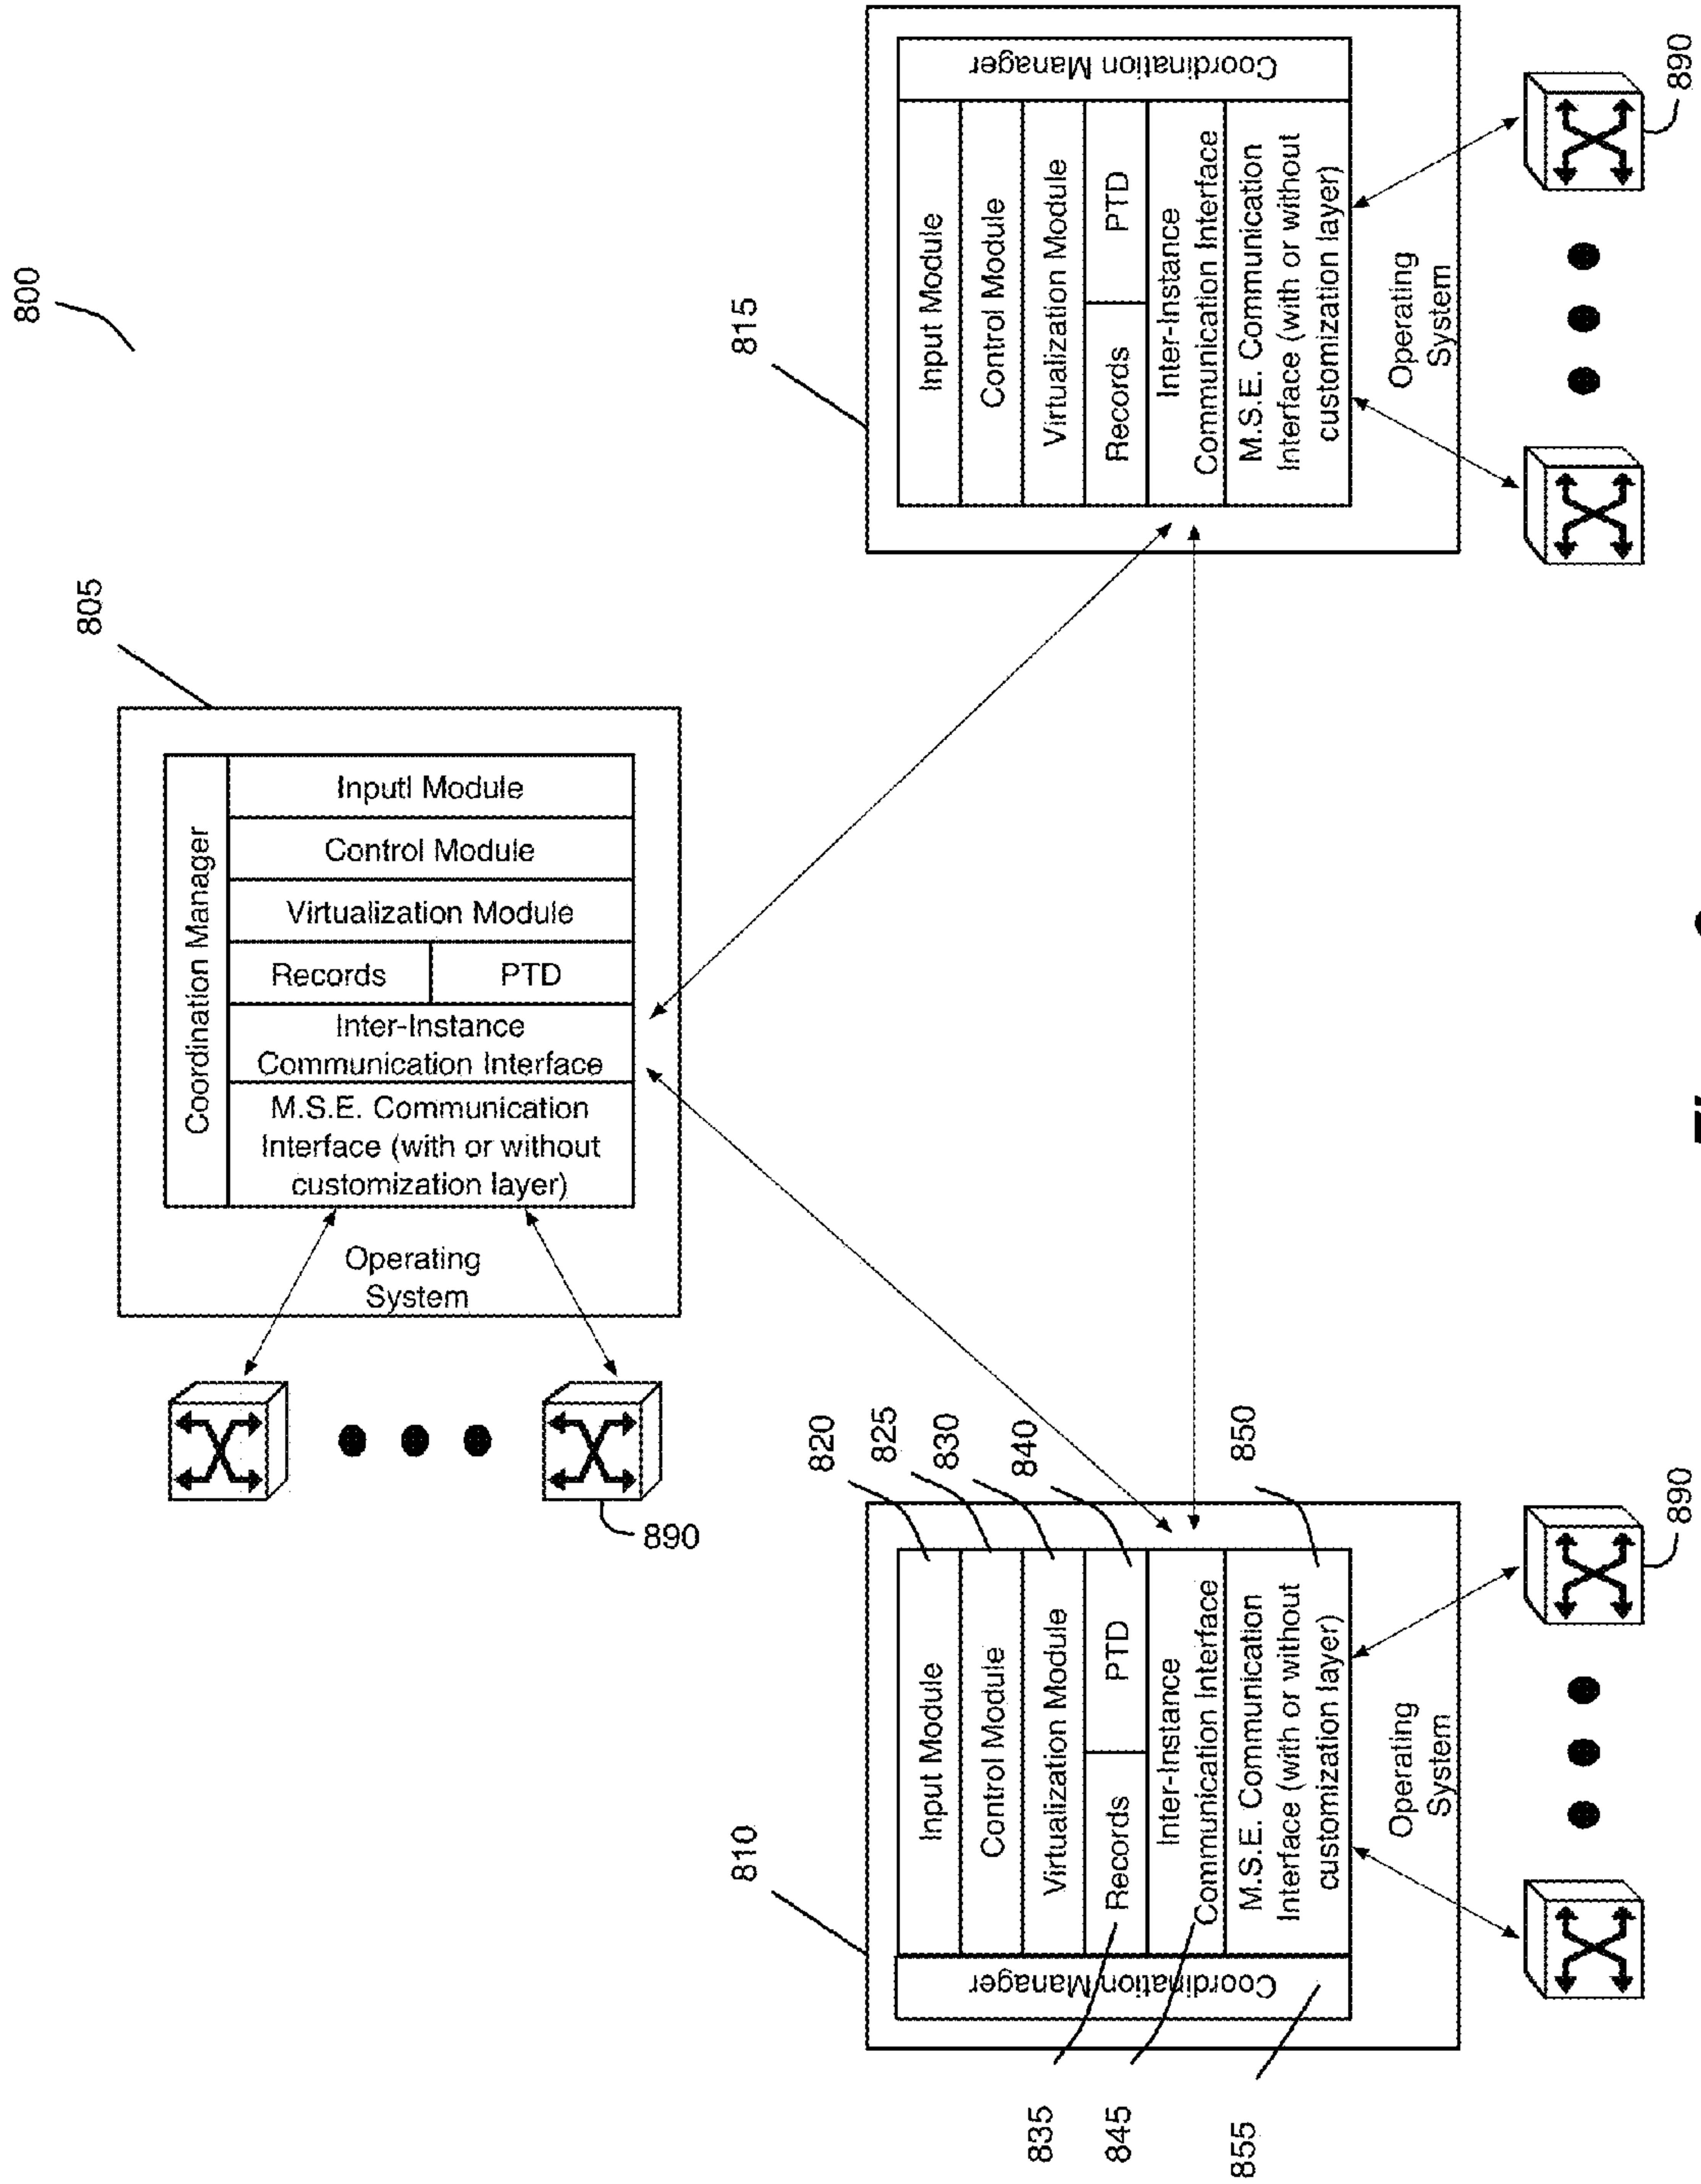 800
805
Coordination Manager
Inputl Module
Control Module
Virtualization Module
Records
PTD
Inter-Instance
Communication Interface
M.S.E. Communication
Interface (with or without
customization layer)
Operating
System
890
810
Coordination Manager
Input Module
Control Module
Virtualization Module
Records
PTD
Inter-Instance
Communication Interface
M.S.E. Communication
Interface (with or without
customization layer)
Operating
System
820
825
830
840
850
835
845
855
890
815
Input Module
Control Module
Virtualization Module
Records
PTD
Inter-Instance
Communication Interface
M.S.E. Communication
Interface (with or without
customization layer)
Coordination Manager
Operating
System
890